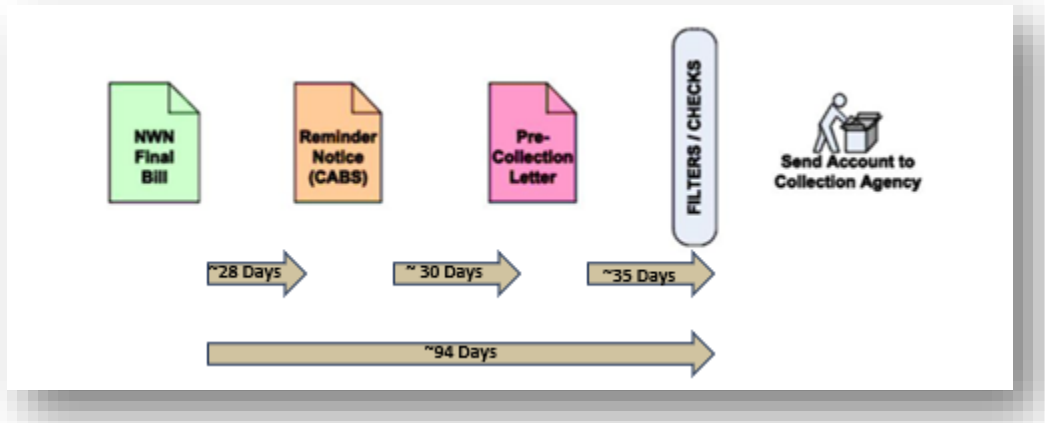 NWN
Final
Bill
Reminder
Notice
(CABS)
Pre-
Collection
Letter
FILTERS / CHECKS
Send Account to
Collection Agency
~28 Days
~ 30 Days
~35 Days
~94 Days